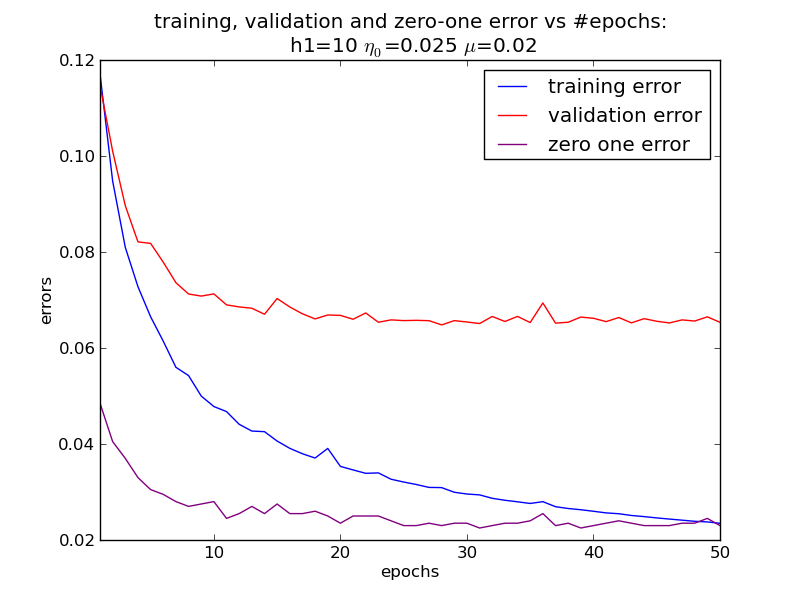 training, validation and zero-one error vs #epochs:
h1=10 η₀=0.025 μ=0.02
training error
validation error
zero one error
0.12
0.10
0.08
0.06
0.04
0.02
errors
10
20
30
40
50
epochs